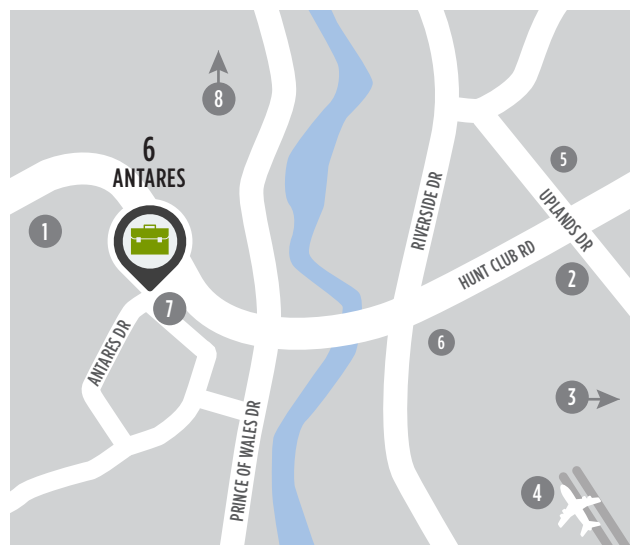 8
6
ANTARES
5
1
RIVERSIDE DR
UPLANDS DR
HUNT CLUB RD
2
7
6
ANTARES DR
3
PRINCE OF WALES DR
4